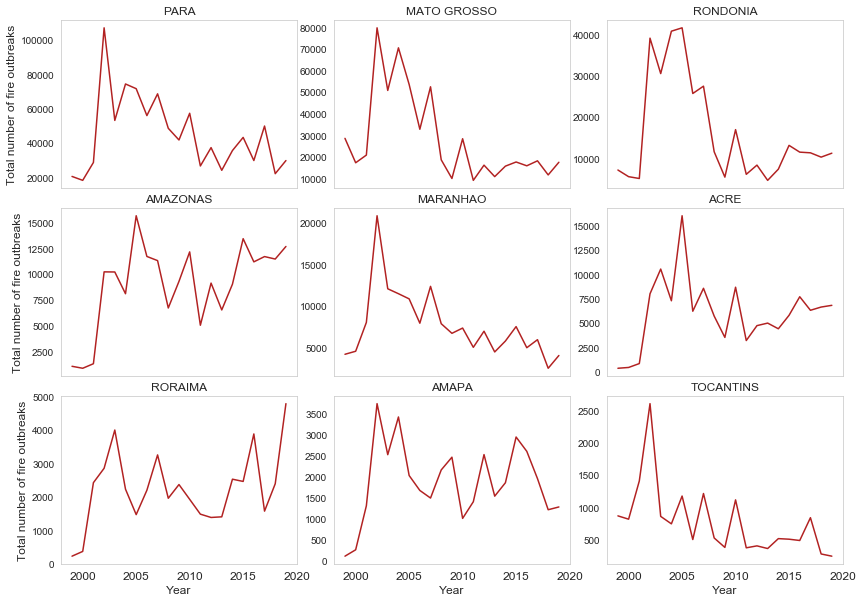 PARA
MATO GROSSO
RONDONIA
Total number of fire outbreaks
100000
80000
60000
40000
20000
80000
70000
60000
50000
40000
30000
20000
10000
40000
30000
20000
10000
AMAZONAS
MARANHAO
ACRE
Total number of fire outbreaks
15000
12500
10000
7500
5000
2500
20000
15000
10000
5000
15000
12500
10000
7500
5000
2500
0
RORAIMA
AMAPA
TOCANTINS
Total number of fire outbreaks
5000
4000
3000
2000
1000
0
3500
3000
2500
2000
1500
1000
500
0
2500
2000
1500
1000
500
2000 2005 2010 2015 2020
2000 2005 2010 2015 2020
2000 2005 2010 2015 2020
Year
Year
Year